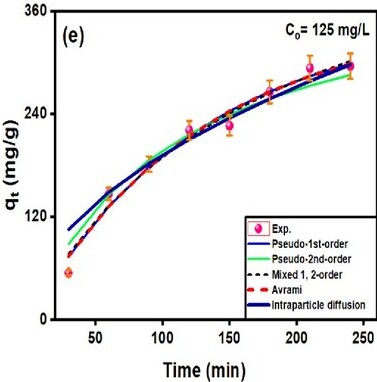 (e)
C₀= 125 mg/L
qt (mg/g)
360
240
120
0
Exp.
Pseudo-1st-order
Pseudo-2nd-order
Mixed 1, 2-order
Avrami
Intraparticle diffusion
50
100
150
200
250
Time (min)